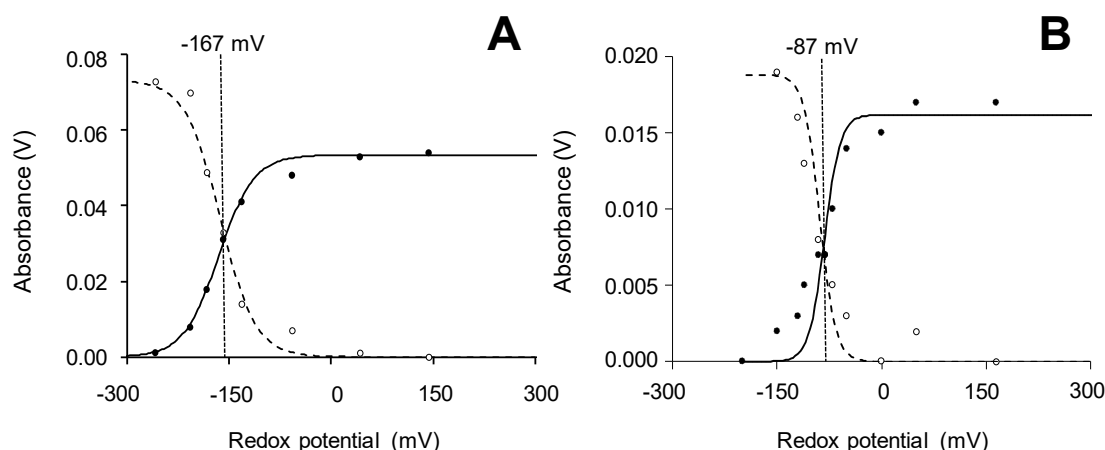 A
-167 mV
0.08
0.06
0.04
0.02
0.00
-300
-150
0
150
300
Absorbance (V)
Redox potential (mV)
B
-87 mV
0.020
0.015
0.010
0.005
0.000
-300
-150
0
150
300
Absorbance (V)
Redox potential (mV)